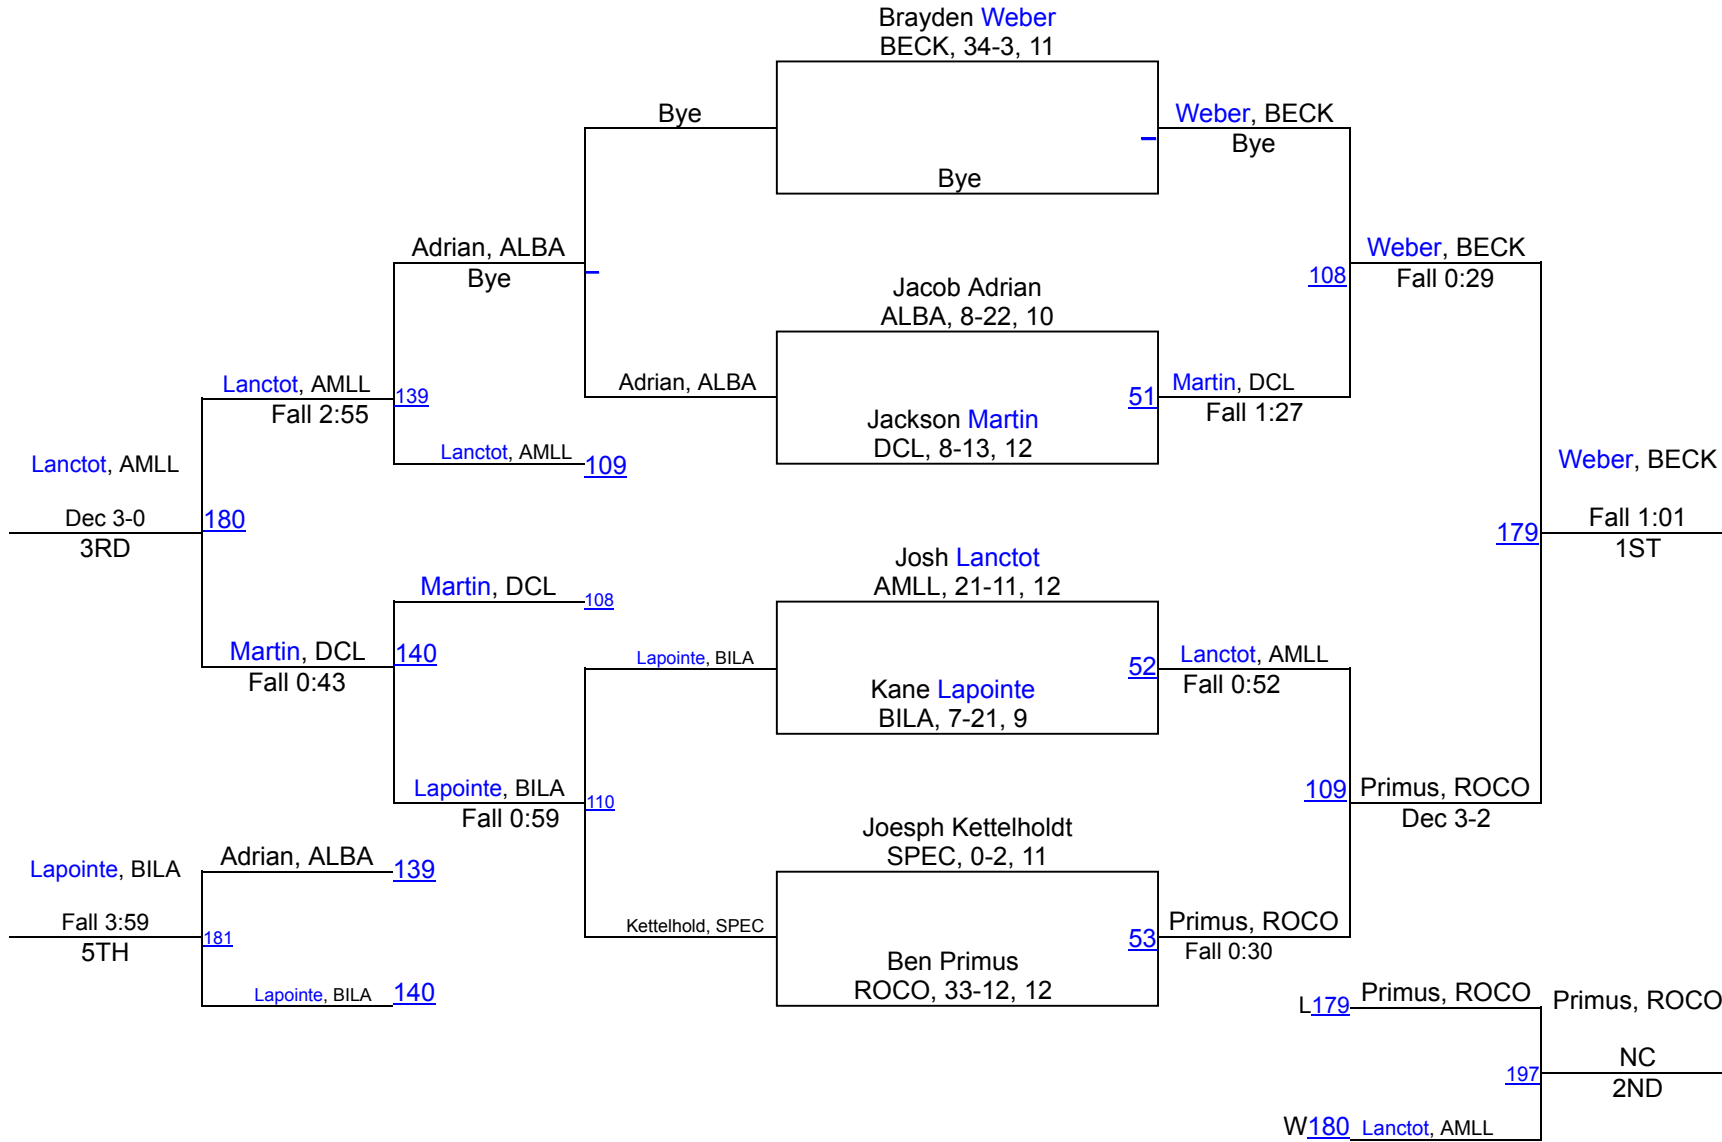 Brayden Weber
BECK, 34-3, 11
Bye
Weber, BECK
Bye
Bye
Adrian, ALBA
Bye
Weber, BECK
Fall 0:29
108
Jacob Adrian
ALBA, 8-22, 10
Lanctot, AMLL
Fall 2:55
139
Adrian, ALBA
51
Martin, DCL
Fall 1:27
Jackson Martin
DCL, 8-13, 12
Lanctot, AMLL
Lanctot, AMLL
109
Weber, BECK
Dec 3-0
3RD
180
179
Fall 1:01
1ST
Josh Lanctot
AMLL, 21-11, 12
Martin, DCL
108
Martin, DCL
Fall 0:43
140
Lapointe, BILA
52
Lanctot, AMLL
Fall 0:52
Kane Lapointe
BILA, 7-21, 9
Lapointe, BILA
Fall 0:59
110
109
Primus, ROCO
Dec 3-2
Joesph Kettelholdt
SPEC, 0-2, 11
Lapointe, BILA
Adrian, ALBA
139
Fall 3:59
5TH
181
Kettelhold, SPEC
53
Primus, ROCO
Fall 0:30
Ben Primus
ROCO, 33-12, 12
Lapointe, BILA
140
L179
Primus, ROCO
Primus, ROCO
NC
2ND
197
W180
Lanctot, AMLL